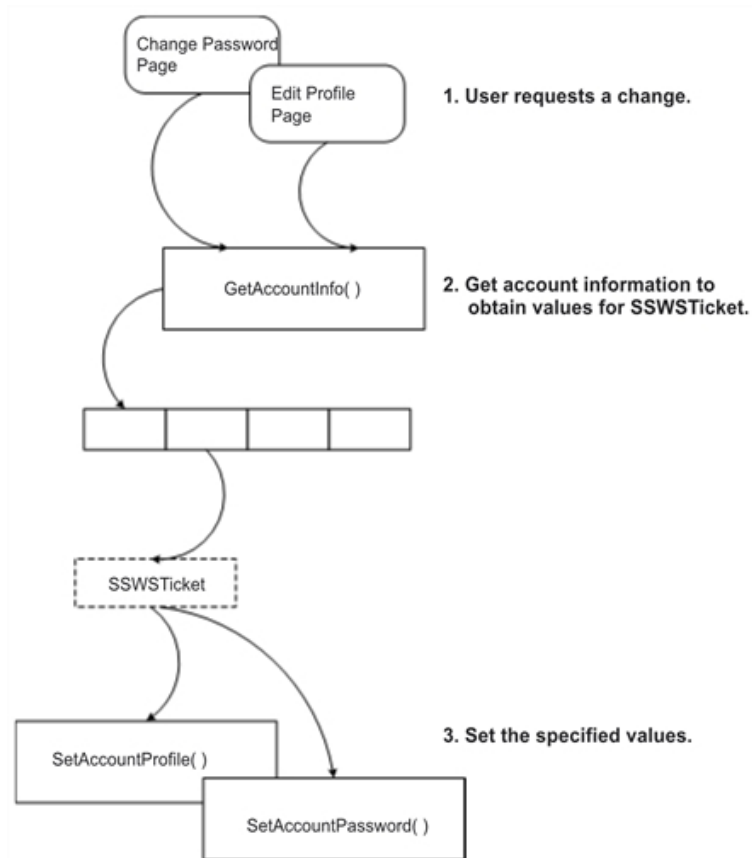 Change Password
Page
Edit Profile
Page
1. User requests a change.
GetAccountInfo( )
2. Get account information to
obtain values for SSWSTicket.
SSWSTicket
3. Set the specified values.
SetAccountProfile( )
SetAccountPassword( )